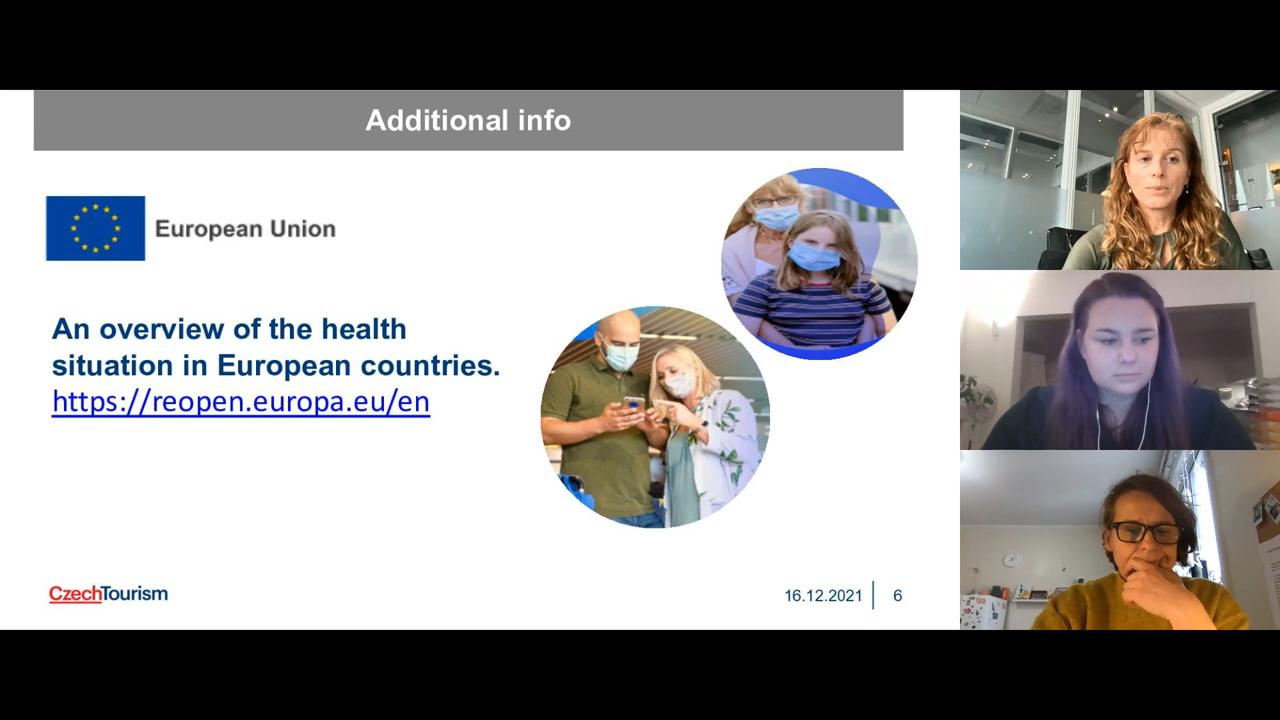 Additional info
European Union
An overview of the health
situation in European countries.
https://reopen.europa.eu/en
CzechTourism
16.12.2021 6